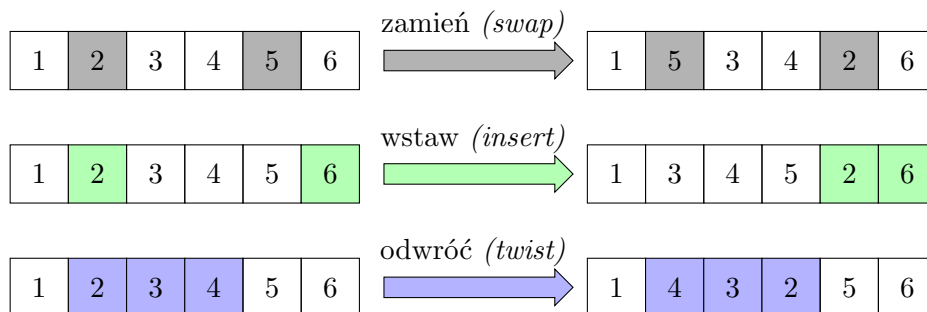 zamień (swap)
1 2 3 4 5 6 1 5 3 4 2 6
wstaw (insert)
1 2 3 4 5 6 1 3 4 5 2 6
odwróć (twist)
1 2 3 4 5 6 1 4 3 2 5 6